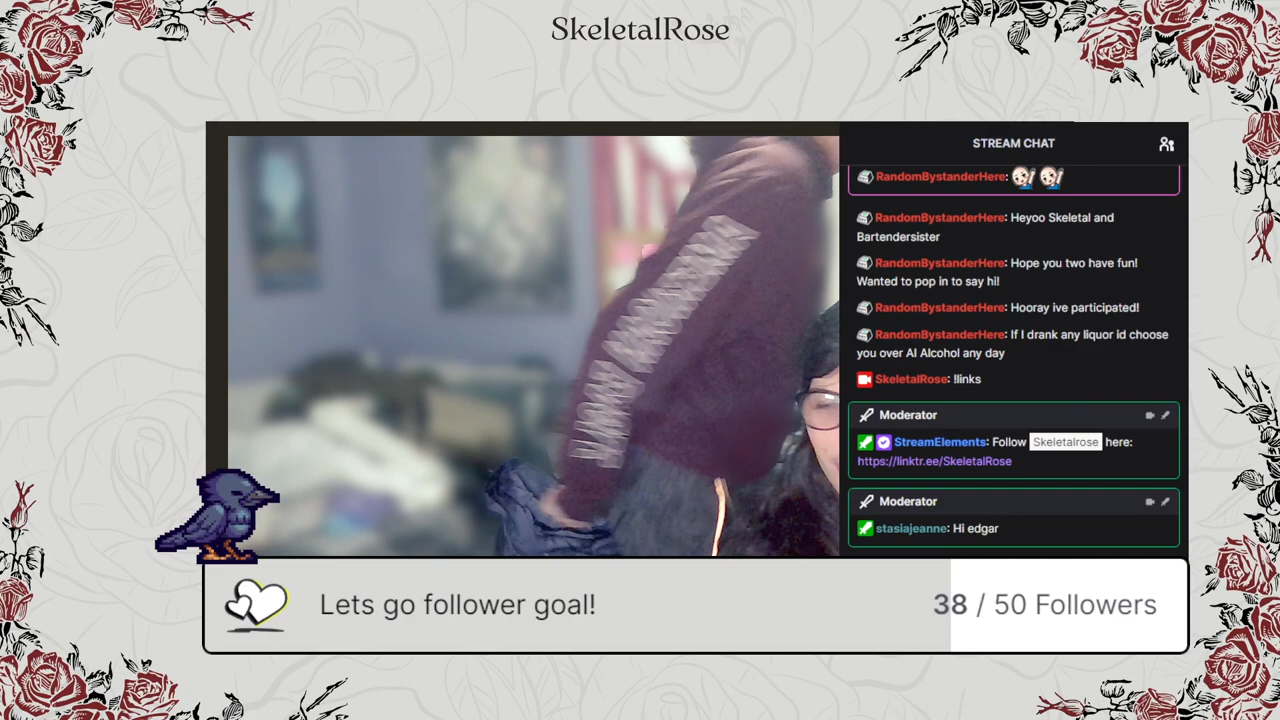 SkeletalRose
STREAM CHAT
RandomBystanderHere:
RandomBystanderHere: Heyoo Skeletal and
Bartendersister
RandomBystanderHere: Hope you two have fun!
Wanted to pop in to say hi!
RandomBystanderHere: Hooray ive participated!
RandomBystanderHere: If I drank any liquor id choose
you over AI Alcohol any day
SkeletalRose: !links
Moderator
StreamElements: Follow Skeletalrose here:
https://linktr.ee/SkeletalRose
Moderator
stasiajeanne: Hi edgar
Lets go follower goal!
38 / 50 Followers